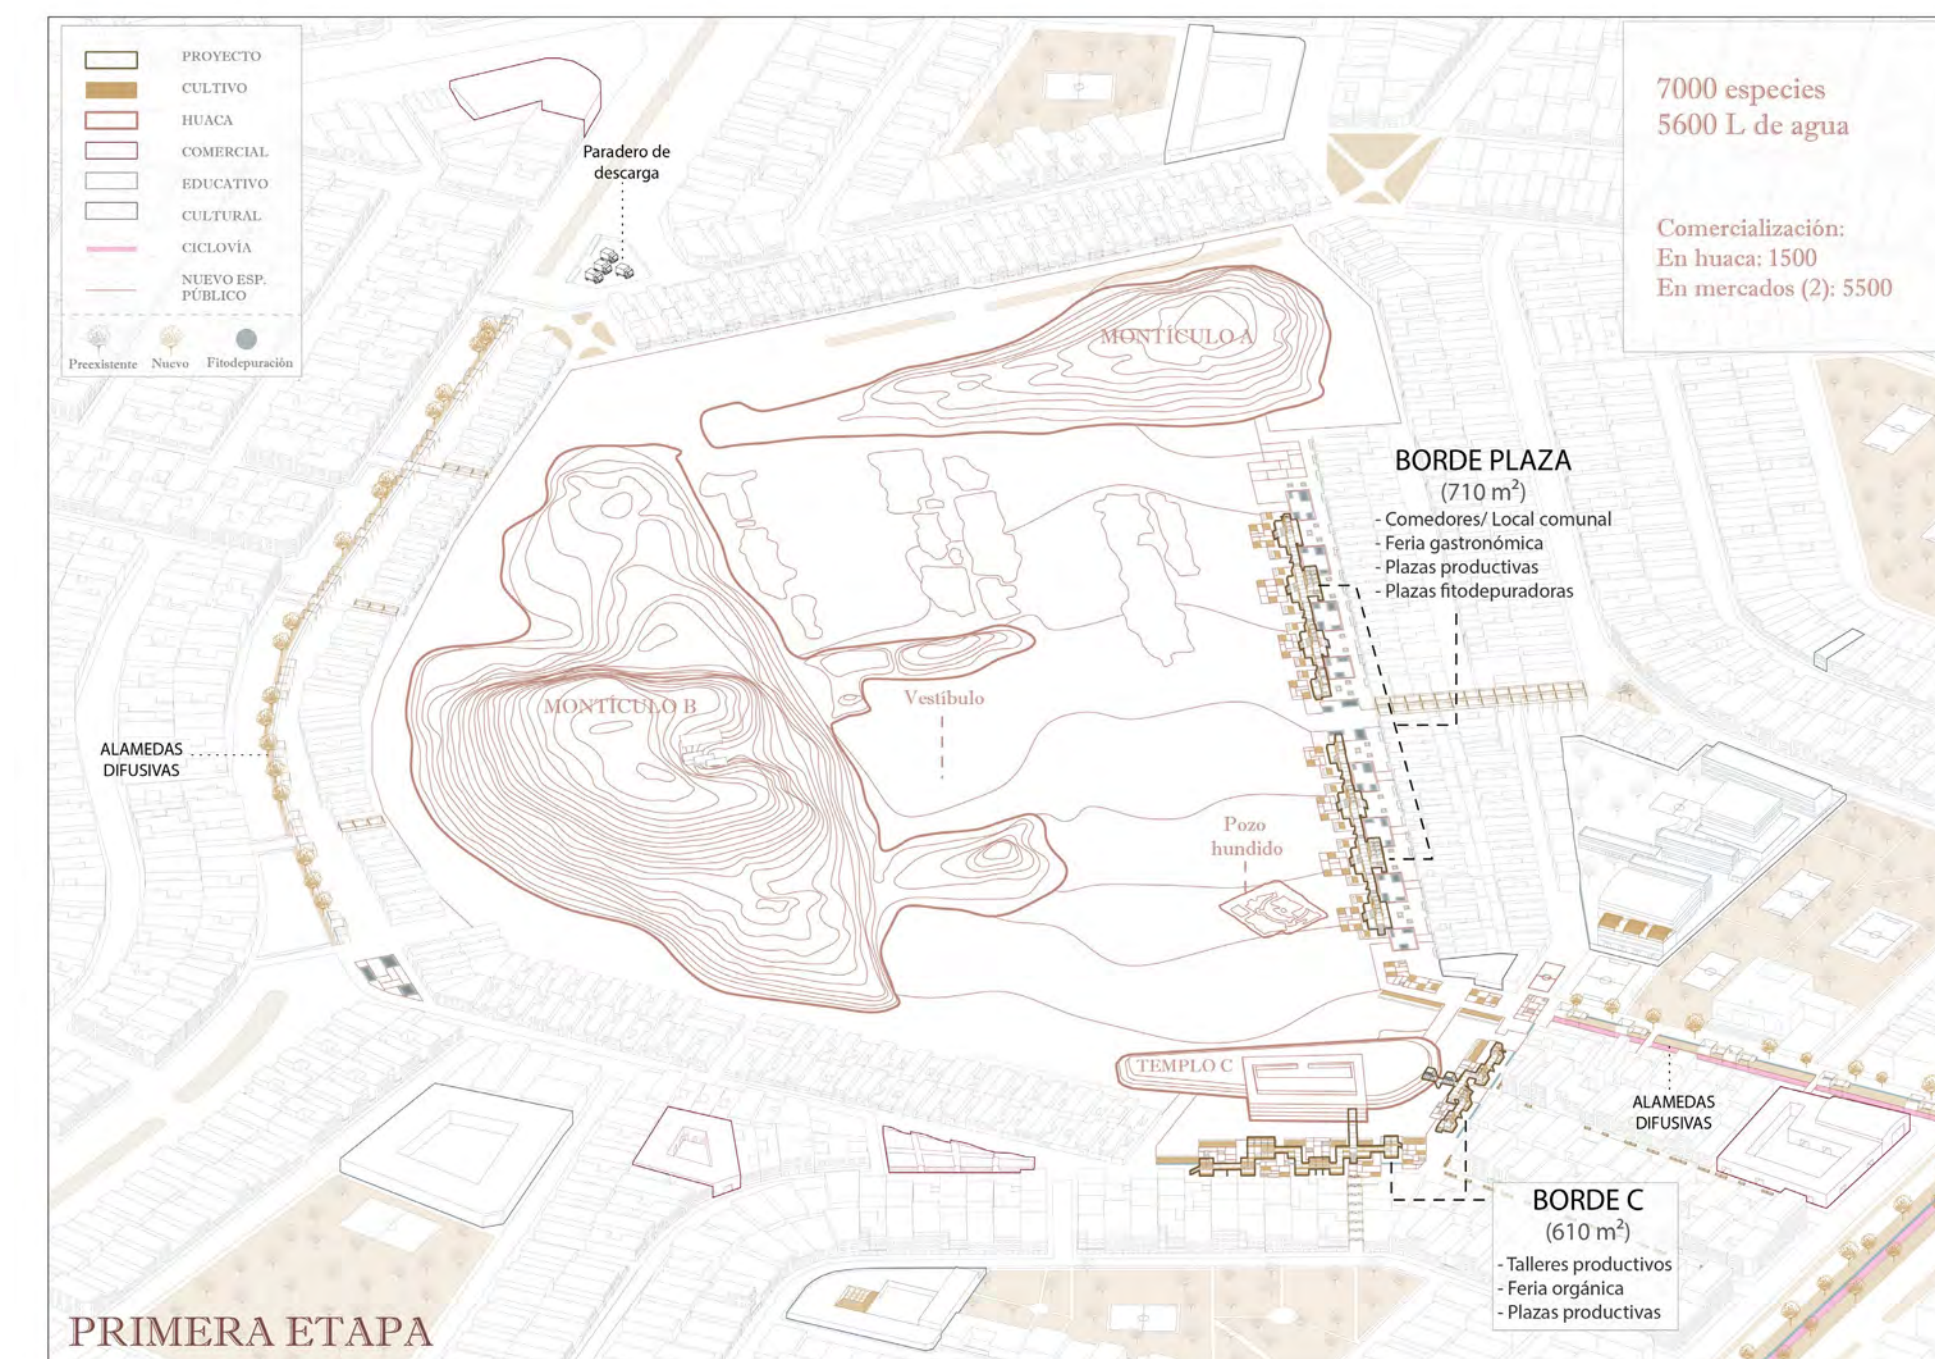 PROYECTO
CULTIVO
HUACA
COMERCIAL
EDUCATIVO
CULTURAL
CICLOVÍA
NUEVO ESP.
PÚBLICO
Preexistente
Nuevo
Fitodepuración
Paradero de
descarga
7000 especies
5600 L de agua
Comercialización:
En huaca: 1500
En mercados (2): 5500
MONTÍCULO A
BORDE PLAZA
(710 m²)
- Comedores/ Local comunal
- Feria gastronómica
- Plazas productivas
- Plazas fitodepuradoras
MONTÍCULO B
Vestíbulo
ALAMEDAS
DIFUSIVAS
Pozo
hundido
TEMPLO C
ALAMEDAS
DIFUSIVAS
BORDE C
(610 m²)
- Talleres productivos
- Feria orgánica
- Plazas productivas
PRIMERA ETAPA